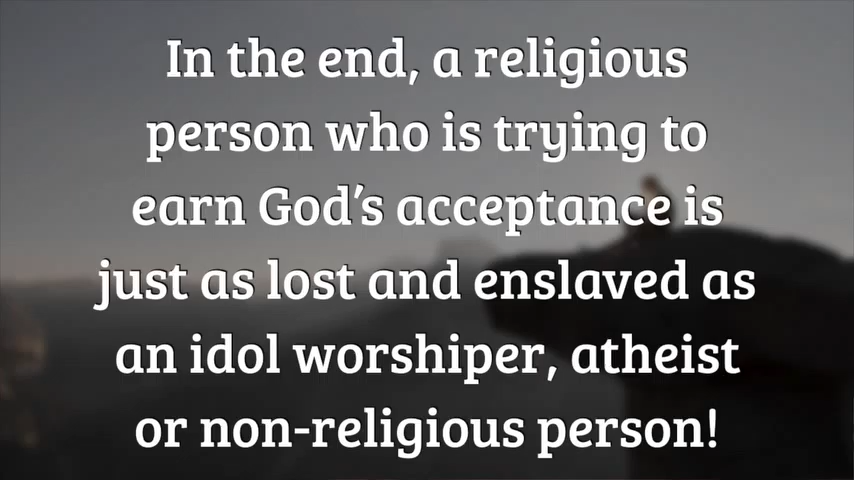 In the end, a religious
person who is trying to
earn God's acceptance is
just as lost and enslaved as
an idol worshiper, atheist
or non-religious person!